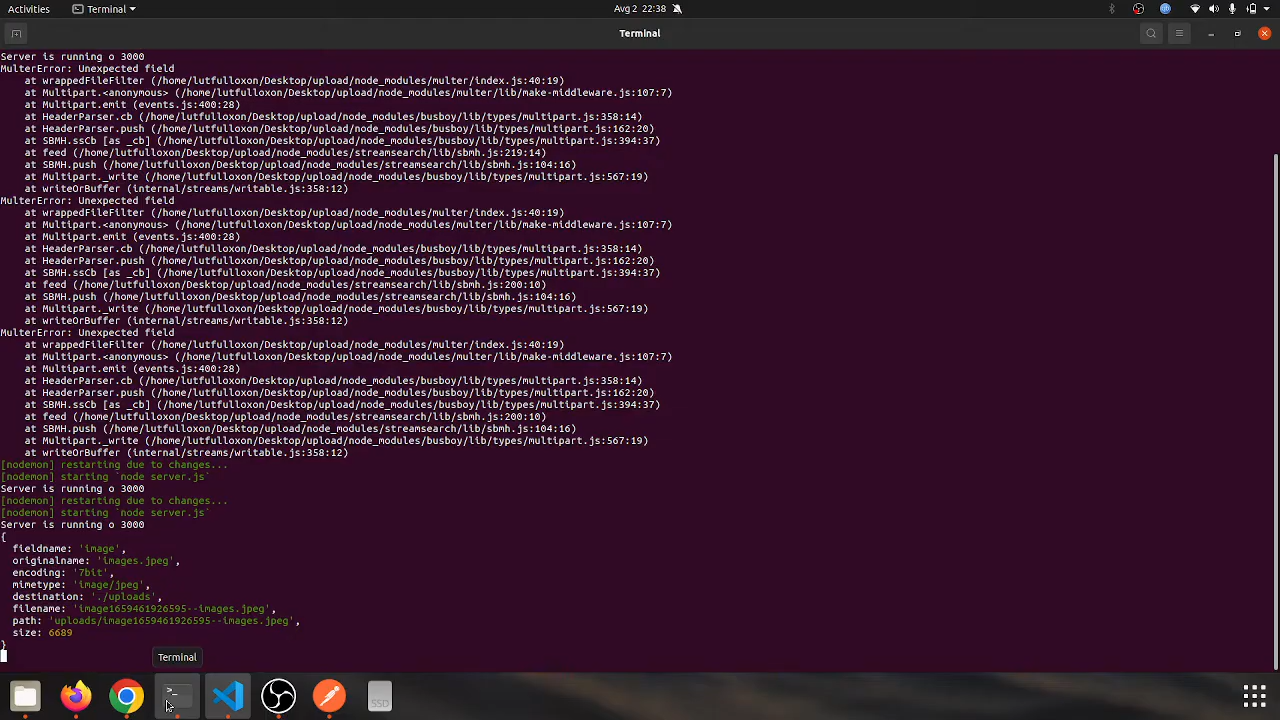 Activities
Terminal
Avg 2 22:38
Terminal
Server is running o 3000
MulterError: Unexpected field
at wrappedFileFilter (/home/lutfulloxon/Desktop/upload/node_modules/multer/index.js:40:19)
at Multipart.<anonymous> (/home/lutfulloxon/Desktop/upload/node_modules/multer/lib/make-middleware.js:107:7)
at Multipart.emit (events.js:400:28)
at HeaderParser.cb (/home/lutfulloxon/Desktop/upload/node_modules/busboy/lib/types/multipart.js:358:14)
at HeaderParser.push (/home/lutfulloxon/Desktop/upload/node_modules/busboy/lib/types/multipart.js:162:20)
at SBMH.ssCb [as _cb] (/home/lutfulloxon/Desktop/upload/node_modules/busboy/lib/types/multipart.js:394:37)
at feed (/home/lutfulloxon/Desktop/upload/node_modules/streamsearch/lib/sbmh.js:219:14)
at SBMH.push (/home/lutfulloxon/Desktop/upload/node_modules/streamsearch/lib/sbmh.js:104:16)
at Multipart._write (/home/lutfulloxon/Desktop/upload/node_modules/busboy/lib/types/multipart.js:567:19)
at writeOrBuffer (internal/streams/writable.js:358:12)
MulterError: Unexpected field
at wrappedFileFilter (/home/lutfulloxon/Desktop/upload/node_modules/multer/index.js:40:19)
at Multipart.<anonymous> (/home/lutfulloxon/Desktop/upload/node_modules/multer/lib/make-middleware.js:107:7)
at Multipart.emit (events.js:400:28)
at HeaderParser.cb (/home/lutfulloxon/Desktop/upload/node_modules/busboy/lib/types/multipart.js:358:14)
at HeaderParser.push (/home/lutfulloxon/Desktop/upload/node_modules/busboy/lib/types/multipart.js:162:20)
at SBMH.ssCb [as _cb] (/home/lutfulloxon/Desktop/upload/node_modules/busboy/lib/types/multipart.js:394:37)
at feed (/home/lutfulloxon/Desktop/upload/node_modules/streamsearch/lib/sbmh.js:200:10)
at SBMH.push (/home/lutfulloxon/Desktop/upload/node_modules/streamsearch/lib/sbmh.js:104:16)
at Multipart._write (/home/lutfulloxon/Desktop/upload/node_modules/busboy/lib/types/multipart.js:567:19)
at writeOrBuffer (internal/streams/writable.js:358:12)
MulterError: Unexpected field
at wrappedFileFilter (/home/lutfulloxon/Desktop/upload/node_modules/multer/index.js:40:19)
at Multipart.<anonymous> (/home/lutfulloxon/Desktop/upload/node_modules/multer/lib/make-middleware.js:107:7)
at Multipart.emit (events.js:400:28)
at HeaderParser.cb (/home/lutfulloxon/Desktop/upload/node_modules/busboy/lib/types/multipart.js:358:14)
at HeaderParser.push (/home/lutfulloxon/Desktop/upload/node_modules/busboy/lib/types/multipart.js:162:20)
at SBMH.ssCb [as _cb] (/home/lutfulloxon/Desktop/upload/node_modules/busboy/lib/types/multipart.js:394:37)
at feed (/home/lutfulloxon/Desktop/upload/node_modules/streamsearch/lib/sbmh.js:200:10)
at SBMH.push (/home/lutfulloxon/Desktop/upload/node_modules/streamsearch/lib/sbmh.js:104:16)
at Multipart._write (/home/lutfulloxon/Desktop/upload/node_modules/busboy/lib/types/multipart.js:567:19)
at writeOrBuffer (internal/streams/writable.js:358:12)
[nodemon] restarting due to changes...
[nodemon] starting `node server.js`
Server is running o 3000
[nodemon] restarting due to changes...
[nodemon] starting `node server.js`
Server is running o 3000
{
fieldname: 'image',
originalname: 'images.jpeg',
encoding: '7bit',
mimetype: 'image/jpeg',
destination: './uploads',
filename: 'image1659461926595--images.jpeg',
path: 'uploads/image1659461926595--images.jpeg',
size: 6689
}
Terminal
SSD